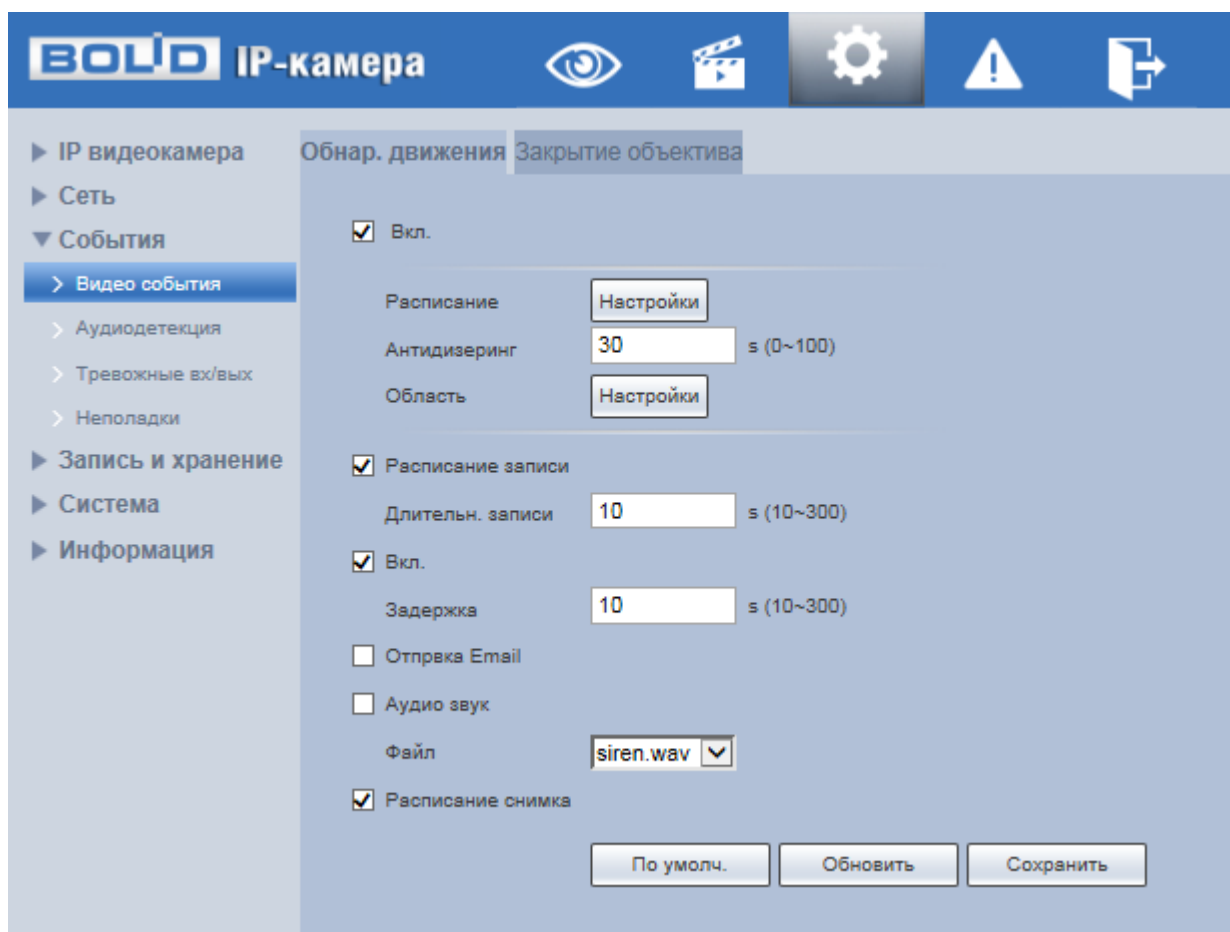 BOLID IP-камера
IP видеокамера
Сеть
События
Видео события
Аудиодетекция
Тревожные вх/вых
Неполадки
Запись и хранение
Система
Информация
Обнар. движения Закрытие объектива
Вкл.
Расписание Настройки
Антидизеринг 30 s (0~100)
Область Настройки
Расписание записи
Длительн. записи 10 s (10~300)
Вкл.
Задержка 10 s (10~300)
Отпрвка Email
Аудио звук
Файл siren.wav
Расписание снимка
По умолч. Обновить Сохранить